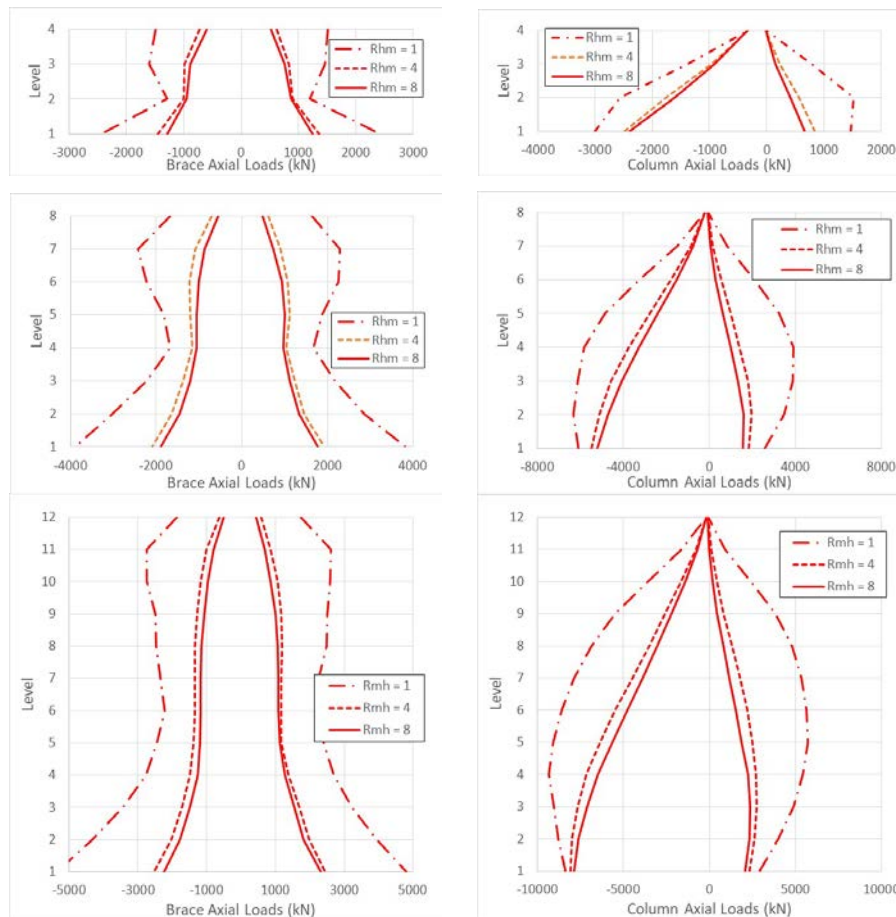 4
3
2
1
Level
Rhm = 1
Rhm = 4
Rhm = 8
-3000 -2000 -1000 0 1000 2000 3000
Brace Axial Loads (kN)
4
3
2
1
Level
Rhm = 1
Rhm = 4
Rhm = 8
-4000 -3000 -2000 -1000 0 1000 2000
Column Axial Loads (kN)
8
7
6
5
4
3
2
1
Level
Rhm = 1
Rhm = 4
Rhm = 8
-4000 -2000 0 2000 4000
Brace Axial Loads (kN)
8
7
6
5
4
3
2
1
Level
Rhm = 1
Rhm = 4
Rhm = 8
-8000 -4000 0 4000 8000
Column Axial Loads (kN)
12
11
10
9
8
7
6
5
4
3
2
1
Level
Rmh = 1
Rmh = 4
Rmh = 8
-5000 -3000 -1000 1000 3000 5000
Brace Axial Loads (kN)
12
11
10
9
8
7
6
5
4
3
2
1
Level
Rmh = 1
Rmh = 4
Rmh = 8
-10000 -5000 0 5000 10000
Column Axial Loads (kN)